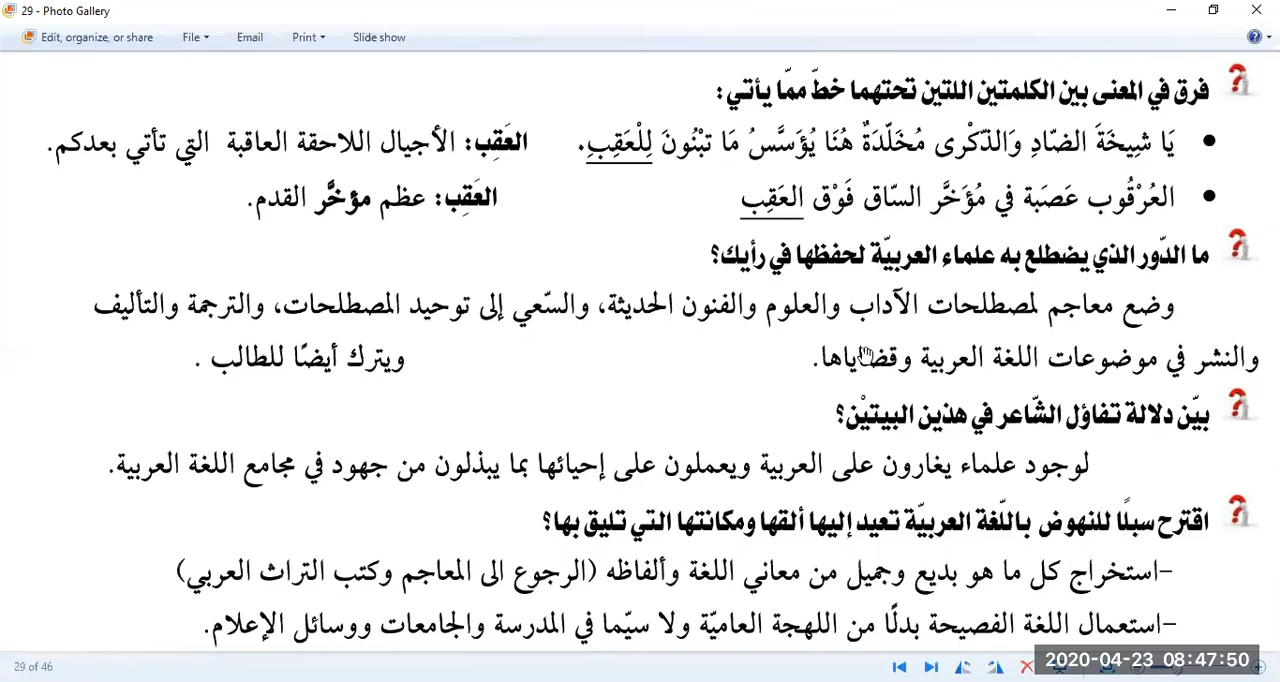 29 - Photo Gallery
Edit, organize, or share File Email Print Slide show
فرق في المعنى بين الكلمتين اللتين تحتهما خطّ ممّا يأتي:
يَا شِيخَةَ الضّادِ وَالذّكْرى مُخَلّدَةٌ هُنَا يُؤَسَّسُ مَا تبْنُونَ لِلْعَقِبِ. العَقِب: الأجيال اللاحقة العاقبة التي تأتي بعدكم.
العُرْقُوب عَصَبة في مُؤَخَّر السّاق فَوْق العَقِب العَقِب: عظم مؤخَّر القدم.
ما الدّور الذي يضطلع به علماء العربيّة لحفظها في رأيك؟
وضع معاجم لمصطلحات الآداب والعلوم والفنون الحديثة، والسّعي إلى توحيد المصطلحات، والترجمة والتأليف
والنشر في موضوعات اللغة العربية وقضاياها. ويترك أيضًا للطالب .
بيّن دلالة تفاؤل الشّاعر في هذين البيتيْن؟
لوجود علماء يغارون على العربية ويعملون على إحيائها بما يبذلون من جهود في مجامع اللغة العربية.
اقترح سبلًا للنهوض باللّغة العربيّة تعيد إليها ألقها ومكانتها التي تليق بها؟
-استخراج كل ما هو بديع وجميل من معاني اللغة وألفاظه (الرجوع الى المعاجم وكتب التراث العربي)
-استعمال اللغة الفصيحة بدلًا من اللهجة العاميّة ولا سيّما في المدرسة والجامعات ووسائل الإعلام.
29 of 46
2020-04-23 08:47:50